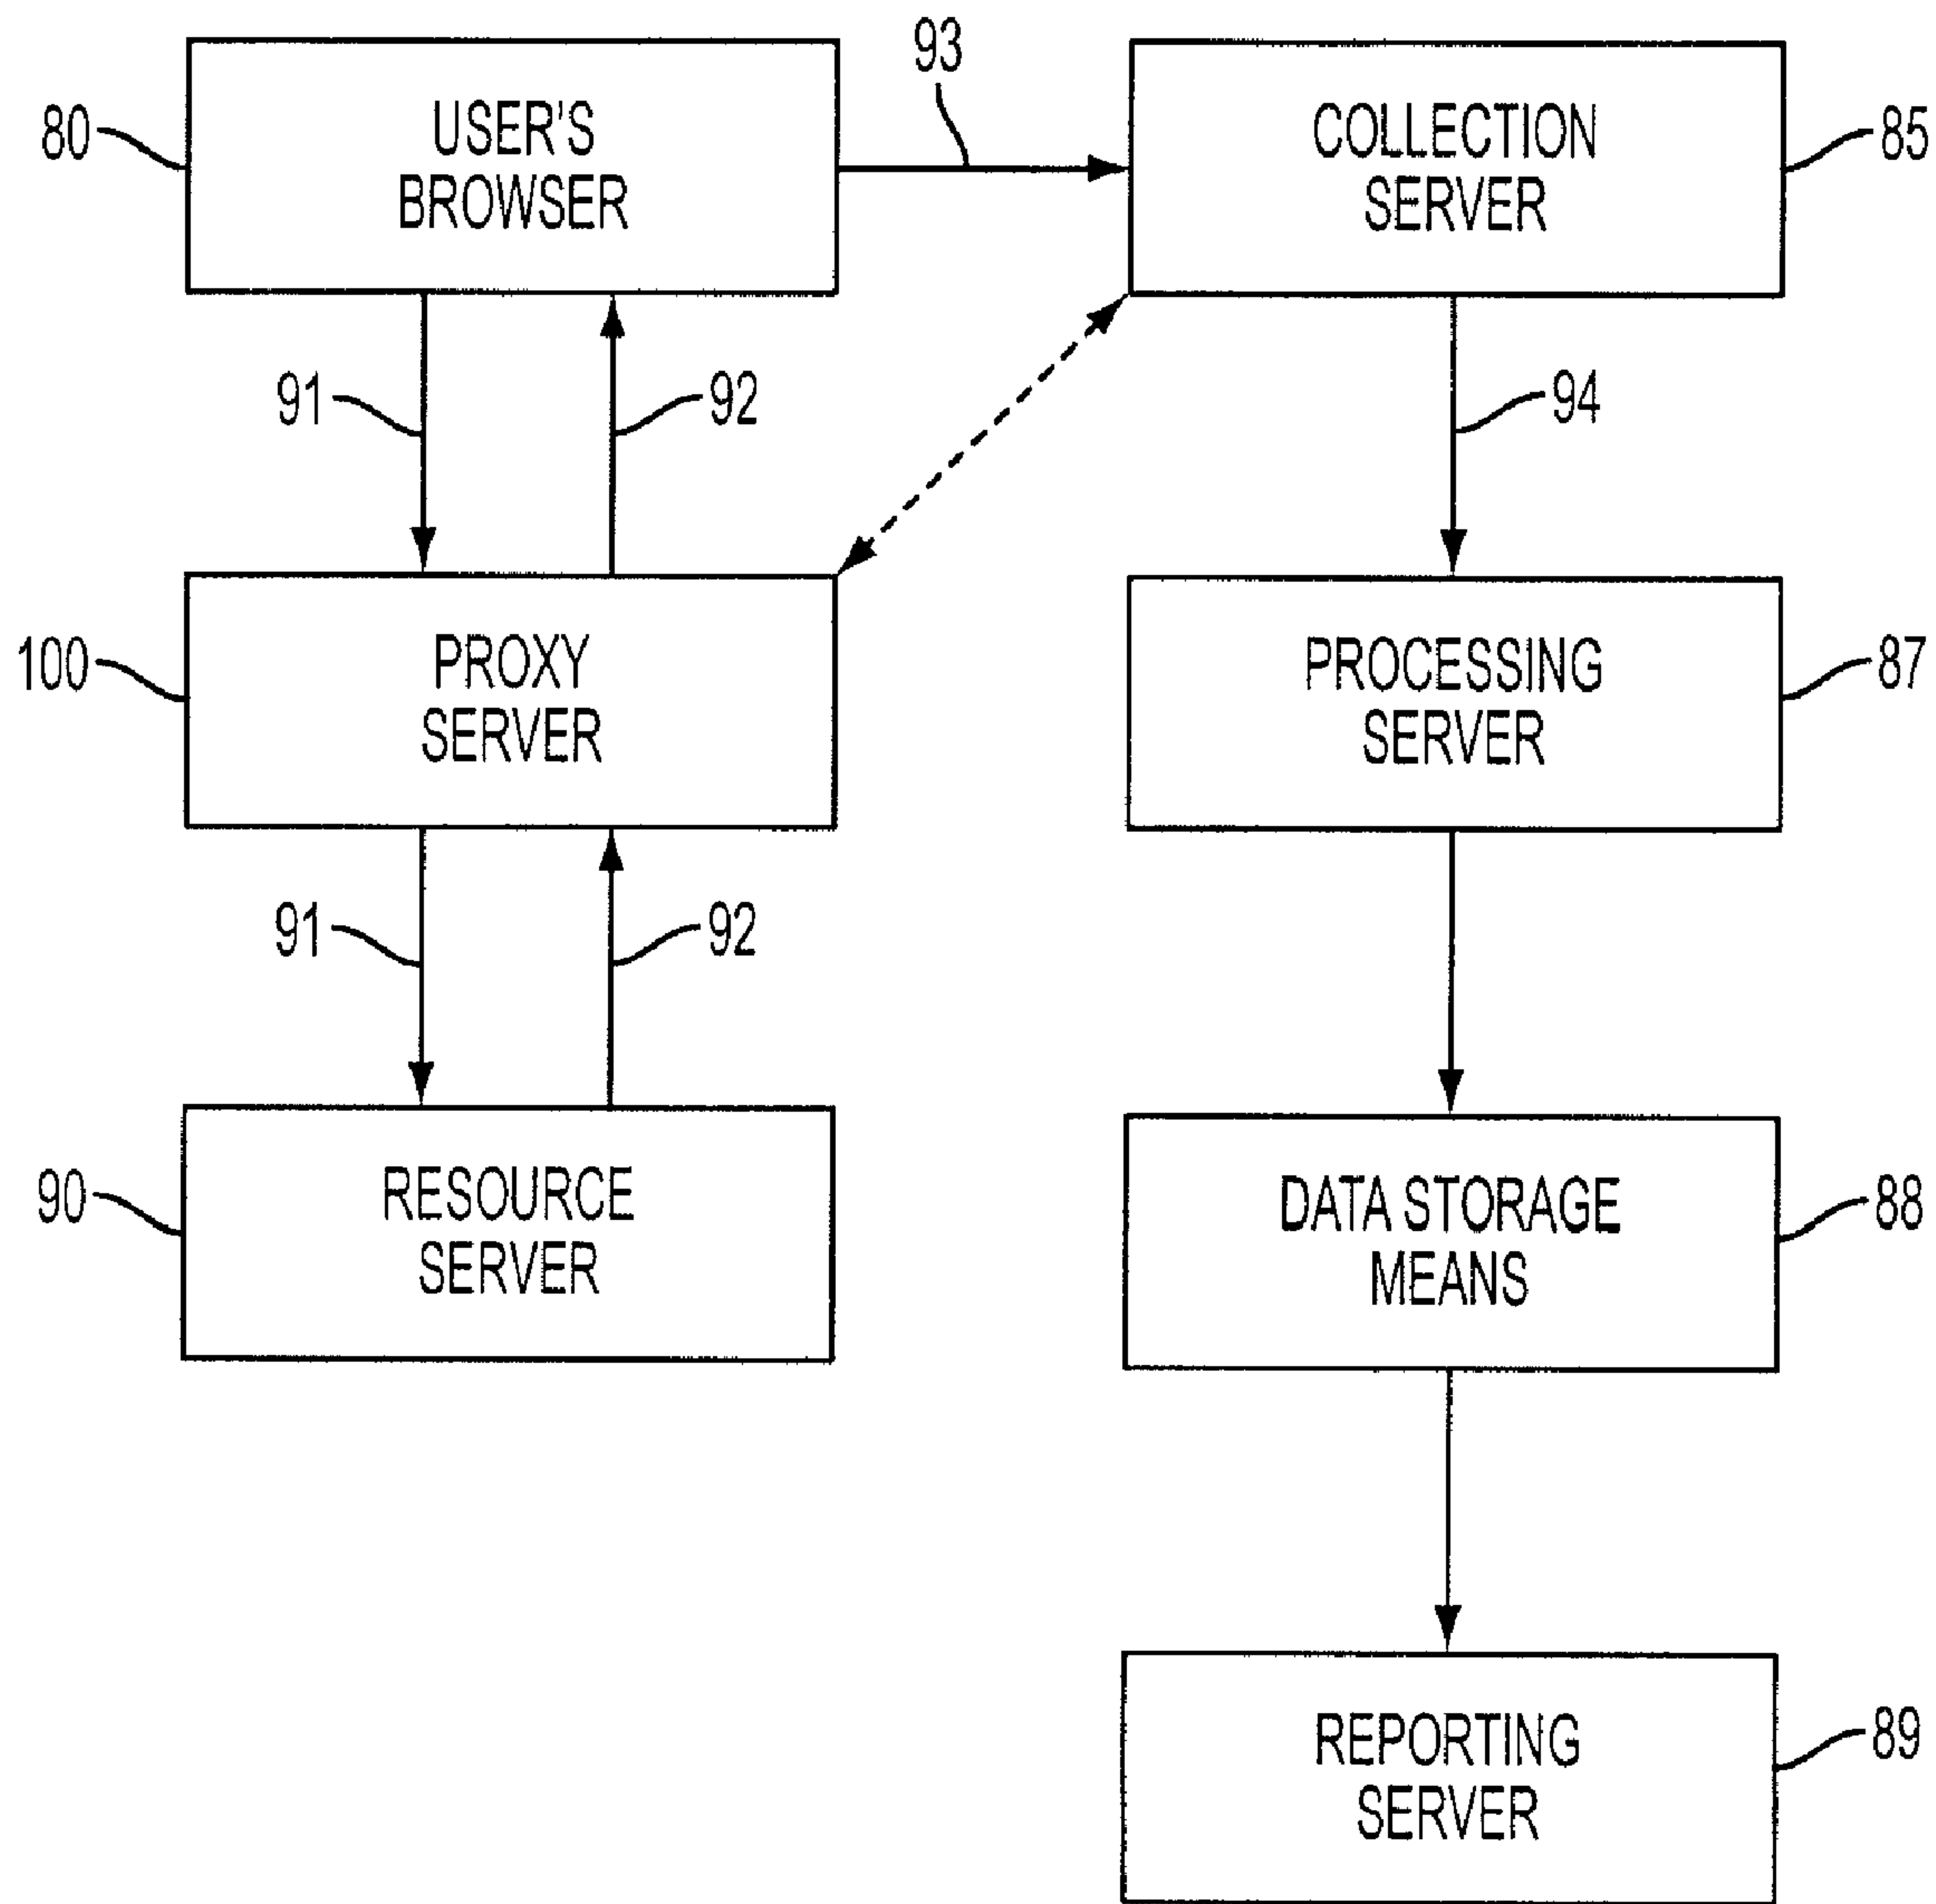 93
80
USER'S
BROWSER
COLLECTION
SERVER
85
91
92
94
100
PROXY
SERVER
PROCESSING
SERVER
87
91
92
90
RESOURCE
SERVER
DATA STORAGE
MEANS
88
REPORTING
SERVER
89